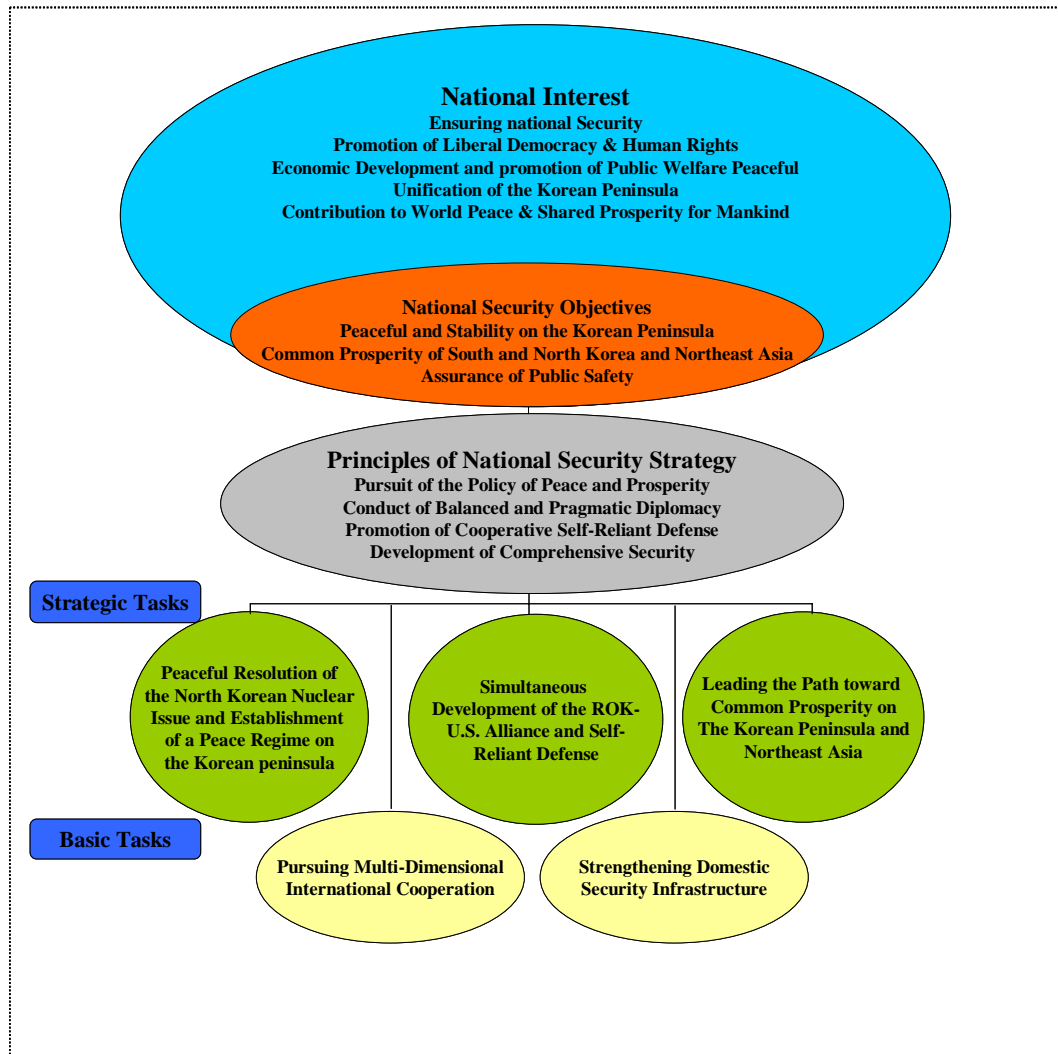 National Interest
Ensuring national Security
Promotion of Liberal Democracy & Human Rights
Economic Development and promotion of Public Welfare Peaceful
Unification of the Korean Peninsula
Contribution to World Peace & Shared Prosperity for Mankind
National Security Objectives
Peaceful and Stability on the Korean Peninsula
Common Prosperity of South and North Korea and Northeast Asia
Assurance of Public Safety
Principles of National Security Strategy
Pursuit of the Policy of Peace and Prosperity
Conduct of Balanced and Pragmatic Diplomacy
Promotion of Cooperative Self-Reliant Defense
Development of Comprehensive Security
Strategic Tasks
Peaceful Resolution of
the North Korean Nuclear
Issue and Establishment
of a Peace Regime on
the Korean peninsula
Simultaneous
Development of the ROK-
U.S. Alliance and Self-
Reliant Defense
Leading the Path toward
Common Prosperity on
The Korean Peninsula and
Northeast Asia
Basic Tasks
Pursuing Multi-Dimensional
International Cooperation
Strengthening Domestic
Security Infrastructure